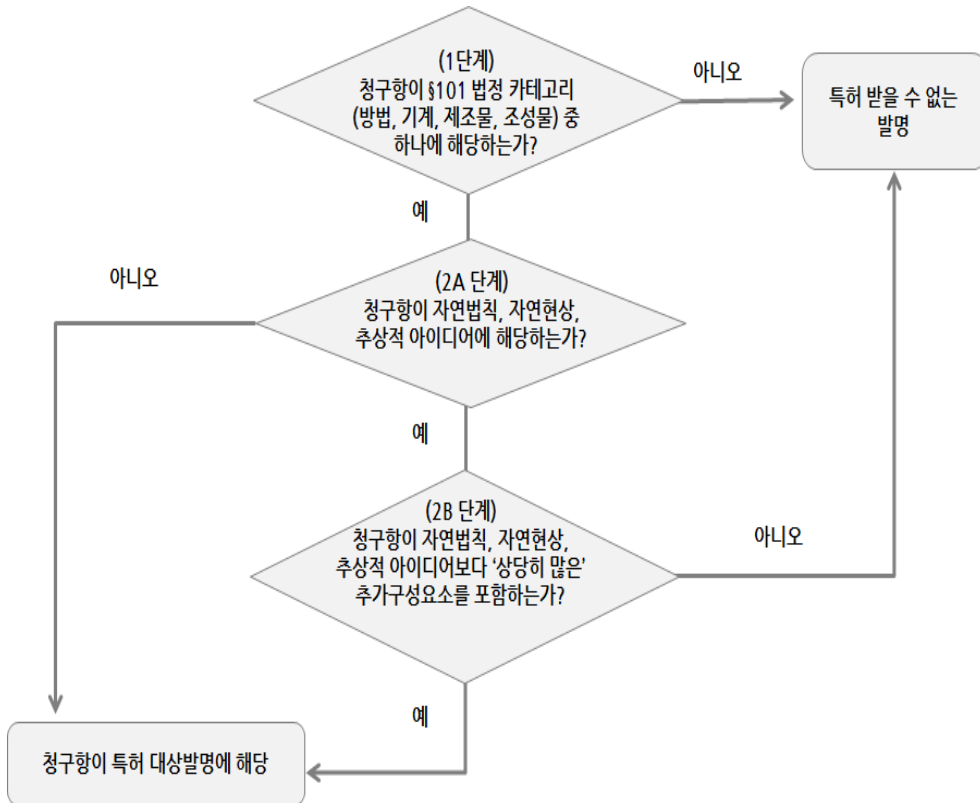 (1단계)
청구항이 §101 법정 카테고리
(방법, 기계, 제조물, 조성물) 중
하나에 해당하는가?
아니오
특허 받을 수 없는
발명
예
(2A 단계)
청구항이 자연법칙, 자연현상,
추상적 아이디어에 해당하는가?
아니오
예
(2B 단계)
청구항이 자연법칙, 자연현상,
추상적 아이디어보다 ‘상당히 많은’
추가구성요소를 포함하는가?
아니오
예
청구항이 특허 대상발명에 해당